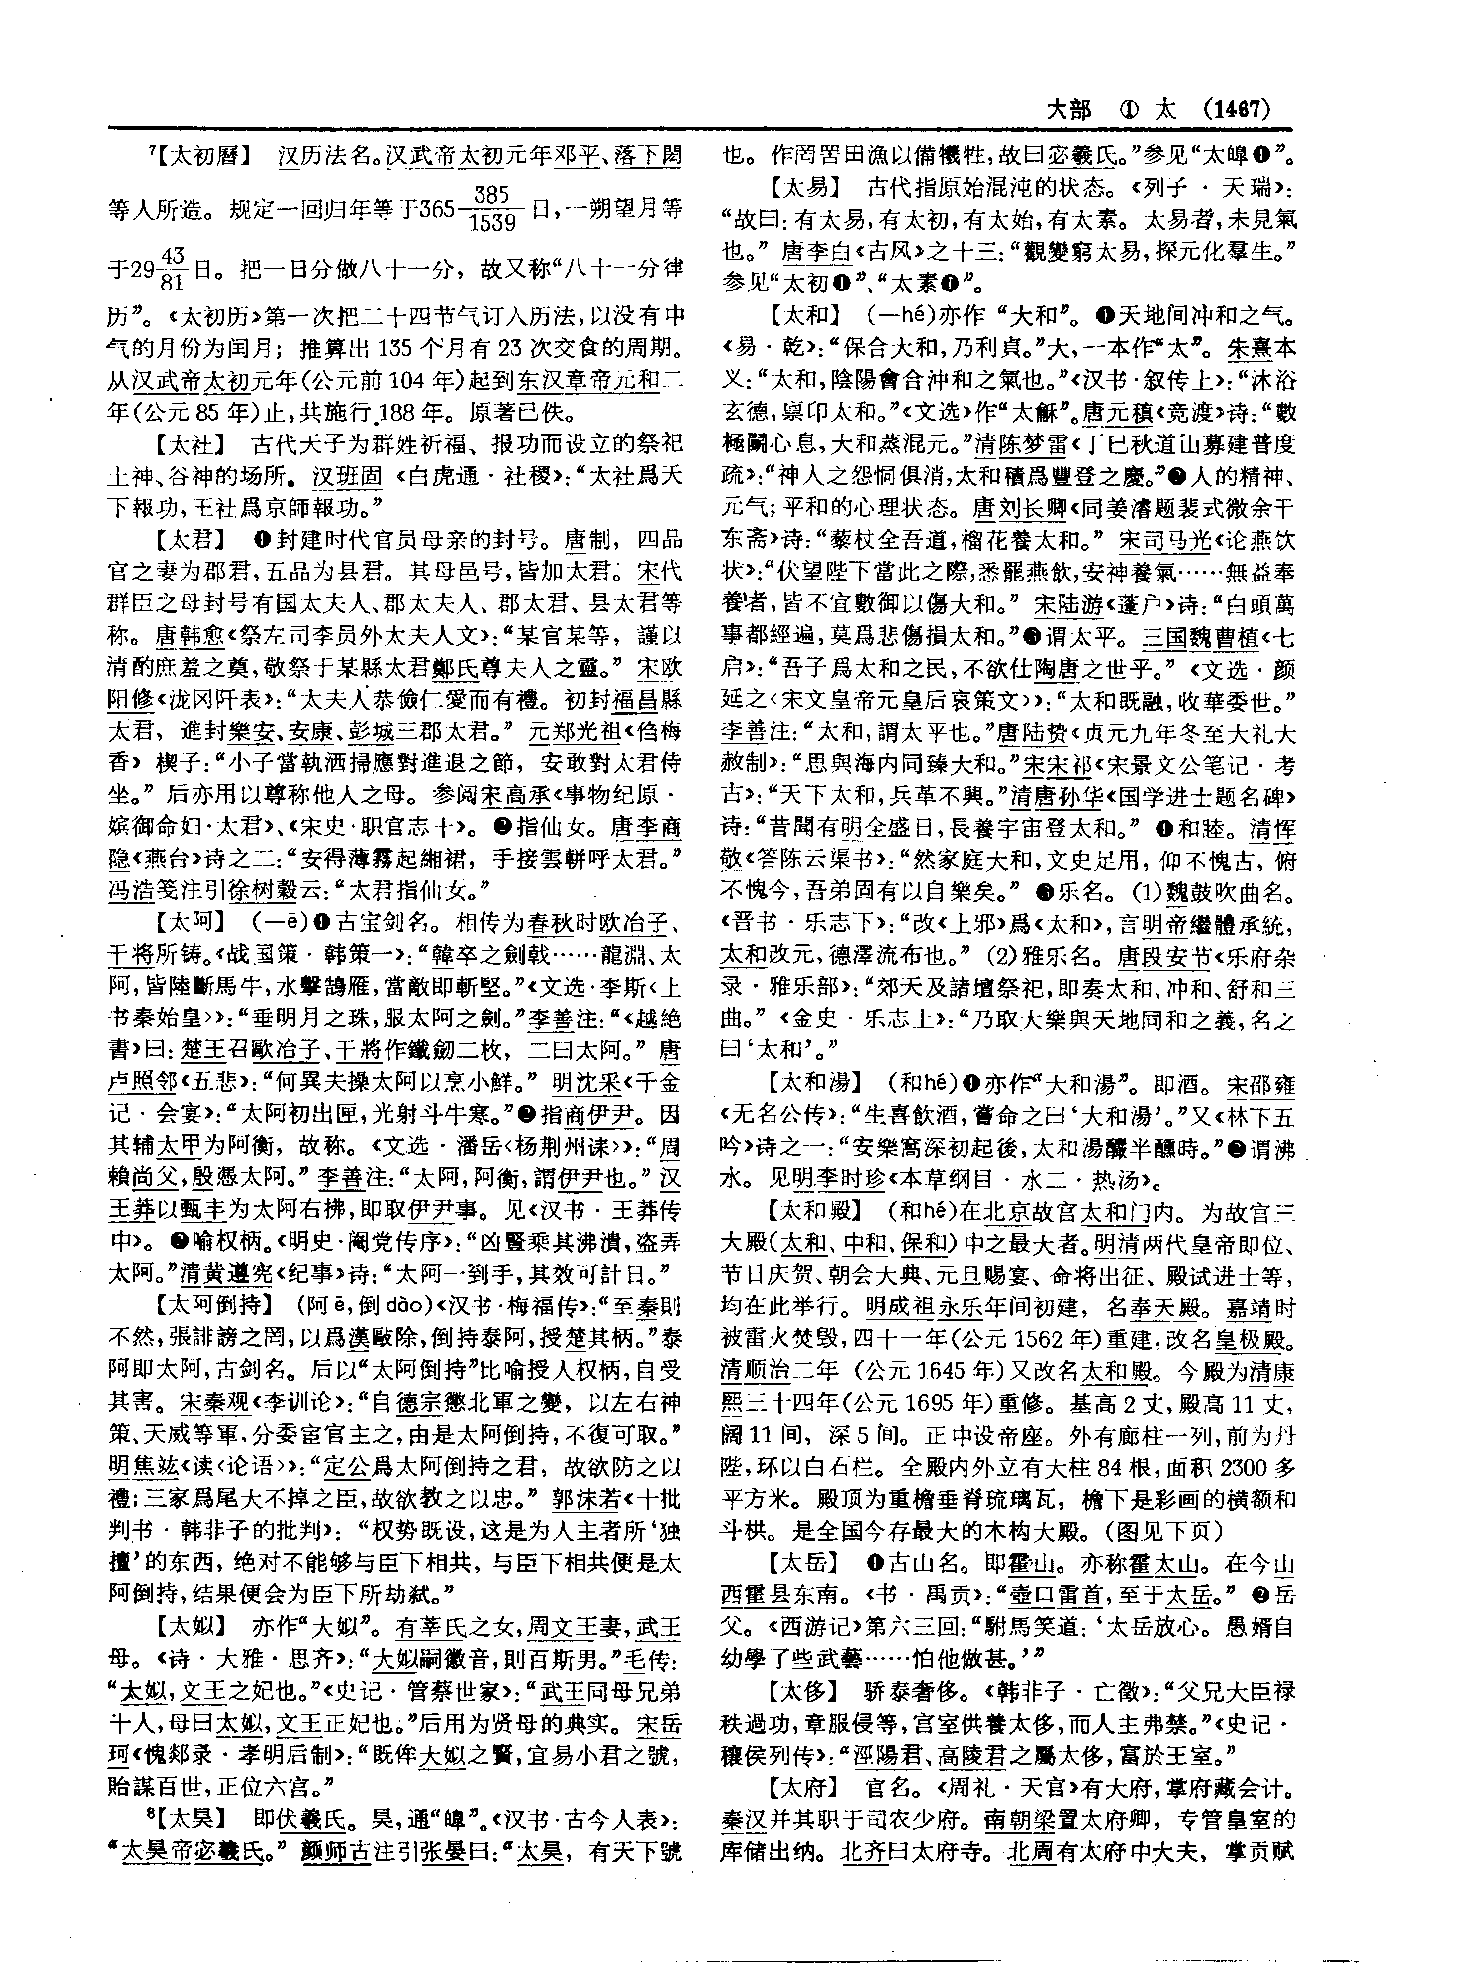 大部 ① 太 (1467)
⁷【太初曆】 汉历法名。汉武帝太初元年邓平、落下閎
等人所造。规定一回归年等于365 385/1539 日,一朔望月等
于29 43/81 日。把一日分做八十一分，故又称“八十一分律
历”。《太初历》第一次把二十四节气订入历法,以没有中
气的月份为闰月；推算出 135 个月有 23 次交食的周期。
从汉武帝太初元年(公元前104年)起到东汉章帝元和二
年(公元85年)止,共施行188年。原著已佚。
【太社】 古代天子为群姓祈福、报功而设立的祭祀
土神、谷神的场所。汉班固《白虎通·社稷》:“太社爲天
下報功,王社爲京師報功。”
【太君】 ❶封建时代官员母亲的封号。唐制，四品
官之妻为郡君,五品为县君。其母邑号,皆加太君。宋代
群臣之母封号有国太夫人、郡太夫人、郡太君、县太君等
称。唐韩愈《祭左司李员外太夫人文》:“某官某等，謹以
清酌庶羞之奠,敬祭于某縣太君鄭氏尊夫人之靈。” 宋欧
阳修《泷冈阡表》:“太夫人恭儉仁愛而有禮。初封福昌縣
太君，進封樂安、安康、彭城三郡太君。” 元郑光祖《㑇梅
香》楔子:“小子當執洒掃應對進退之節，安敢對太君侍
坐。” 后亦用以尊称他人之母。参阅宋高承《事物纪原·
嫔御命妇·太君》、《宋史·职官志十》。❷指仙女。唐李商
隐《燕台》诗之二:“安得薄霧起緗裙，手接雲軿呼太君。”
冯浩笺注引徐树穀云:“太君指仙女。”
【太阿】 (—ē)❶古宝剑名。相传为春秋时欧冶子、
干将所铸。《战国策·韩策一》:“韓卒之劍戟……龍淵、太
阿,皆陸斷馬牛,水擊鵠雁,當敵即斬堅。”《文选·李斯〈上
书秦始皇〉》:“垂明月之珠,服太阿之劍。”李善注:“《越絶
書》曰:楚王召歐冶子、干將作鐵劒二枚，二曰太阿。” 唐
卢照邻《五悲》:“何異夫操太阿以烹小鮮。” 明沈采《千金
记·会宴》:“太阿初出匣,光射斗牛寒。”❷指商伊尹。因
其辅太甲为阿衡，故称。《文选·潘岳〈杨荆州诔〉》:“周
賴尚父,殷憑太阿。” 李善注:“太阿,阿衡,謂伊尹也。” 汉
王莽以甄丰为太阿右拂,即取伊尹事。见《汉书·王莽传
中》。❸喻权柄。《明史·阉党传序》:“凶豎乘其沸潰,盗弄
太阿。”清黄遵宪《纪事》诗:“太阿一到手,其效可計日。”
【太阿倒持】 (阿ē,倒dào)《汉书·梅福传》:“至秦則
不然,張誹謗之罔,以爲漢敺除,倒持泰阿,授楚其柄。”泰
阿即太阿,古剑名。后以“太阿倒持”比喻授人权柄,自受
其害。宋秦观《李训论》:“自德宗懲北軍之變，以左右神
策、天威等軍,分委宦官主之,由是太阿倒持,不復可取。”
明焦竑《读〈论语〉》:“定公爲太阿倒持之君，故欲防之以
禮;三家爲尾大不掉之臣,故欲教之以忠。” 郭沫若《十批
判书·韩非子的批判》:“权势既设,这是为人主者所‘独
擅’的东西,绝对不能够与臣下相共，与臣下相共便是太
阿倒持,结果便会为臣下所劫弑。”
【太姒】 亦作“大姒”。有莘氏之女,周文王妻,武王
母。《诗·大雅·思齐》:“大姒嗣徽音,則百斯男。”毛传:
“太姒,文王之妃也。”《史记·管蔡世家》:“武王同母兄弟
十人,母曰太姒,文王正妃也。”后用为贤母的典实。宋岳
珂《愧郯录·孝明后制》:“既侔大姒之賢,宜易小君之號,
貽謀百世,正位六宫。”
⁸【太昊】 即伏羲氏。昊,通“皞”。《汉书·古今人表》:
“太昊帝宓羲氏。” 颜师古注引张晏曰:“太昊，有天下號
也。作罔罟田漁以備犧牲,故曰宓羲氏。”参见“太皞❶”。
【太易】 古代指原始混沌的状态。《列子·天瑞》:
“故曰:有太易,有太初,有太始,有太素。太易者,未見氣
也。” 唐李白《古风》之十三:“觀變窮太易,探元化羣生。”
参见“太初❶”、“太素❶”。
【太和】 (—hé)亦作“大和”。❶天地间冲和之气。
《易·乾》:“保合大和,乃利貞。”大,一本作“太”。朱熹本
义:“太和,陰陽會合沖和之氣也。”《汉书·叙传上》:“沐浴
玄德,禀卬太和。”《文选》作“太龢”。唐元稹《竞渡》诗:“數
極鬭心息,大和蒸混元。”清陈梦雷《丁巳秋道山募建普度
疏》:“神人之怨恫俱消,太和積爲豐登之慶。”❷人的精神、
元气;平和的心理状态。唐刘长卿《同姜濬题裴式微余干
东斋》诗:“藜杖全吾道,榴花養太和。” 宋司马光《论燕饮
状》:“伏望陛下當此之際,悉罷燕飲,安神養氣……無益奉
養者,皆不宜數御以傷大和。” 宋陆游《蓬户》诗:“白頭萬
事都經遍,莫爲悲傷損太和。”❸谓太平。三国魏曹植《七
启》:“吾子爲太和之民,不欲仕陶唐之世乎。”《文选·颜
延之〈宋文皇帝元皇后哀策文〉》:“太和既融,收華委世。”
李善注:“太和,謂太平也。”唐陆贽《贞元九年冬至大礼大
赦制》:“思與海内同臻大和。”宋宋祁《宋景文公笔记·考
古》:“天下太和,兵革不興。”清唐孙华《国学进士题名碑》
诗:“昔聞有明全盛日,長養宇宙登太和。” ❹和睦。清恽
敬《答陈云渠书》:“然家庭大和,文史足用,仰不愧古，俯
不愧今,吾弟固有以自樂矣。” ❺乐名。(1)魏鼓吹曲名。
《晋书·乐志下》:“改《上邪》爲《太和》,言明帝繼體承統,
太和改元,德澤流布也。” (2)雅乐名。唐段安节《乐府杂
录·雅乐部》:“郊天及諸壇祭祀,即奏太和、冲和、舒和三
曲。”《金史·乐志上》:“乃取大樂與天地同和之義,名之
曰‘太和’。”
【太和湯】 (和hé)❶亦作“大和湯”。即酒。宋邵雍
《无名公传》:“生喜飲酒,嘗命之曰‘大和湯’。”又《林下五
吟》诗之一:“安樂窩深初起後,太和湯釅半醺時。”❷谓沸
水。见明李时珍《本草纲目·水二·热汤》。
【太和殿】 (和hé)在北京故宫太和门内。为故宫三
大殿(太和、中和、保和)中之最大者。明清两代皇帝即位、
节日庆贺、朝会大典、元旦赐宴、命将出征、殿试进士等,
均在此举行。明成祖永乐年间初建，名奉天殿。嘉靖时
被雷火焚毁,四十一年(公元1562年)重建,改名皇极殿。
清顺治二年 (公元1645年)又改名太和殿。今殿为清康
熙三十四年(公元1695年)重修。基高2丈,殿高11丈,
阔11间，深5间。正中设帝座。外有廊柱一列,前为丹
陛,环以白石栏。全殿内外立有大柱84根,面积2300多
平方米。殿顶为重檐垂脊琉璃瓦，檐下是彩画的横额和
斗栱。是全国今存最大的木构大殿。(图见下页)
【太岳】 ❶古山名。即霍山。亦称霍太山。在今山
西霍县东南。《书·禹贡》:“壺口雷首,至于太岳。” ❷岳
父。《西游记》第六三回:“駙馬笑道:‘太岳放心。愚婿自
幼學了些武藝……怕他做甚。’”
【太侈】 骄泰奢侈。《韩非子·亡徵》:“父兄大臣禄
秩過功,章服侵等,宫室供養太侈,而人主弗禁。”《史记·
穰侯列传》:“涇陽君、高陵君之屬太侈,富於王室。”
【太府】 官名。《周礼·天官》有大府,掌府藏会计。
秦汉并其职于司农少府。南朝梁置太府卿，专管皇室的
库储出纳。北齐曰太府寺。北周有太府中大夫，掌贡赋